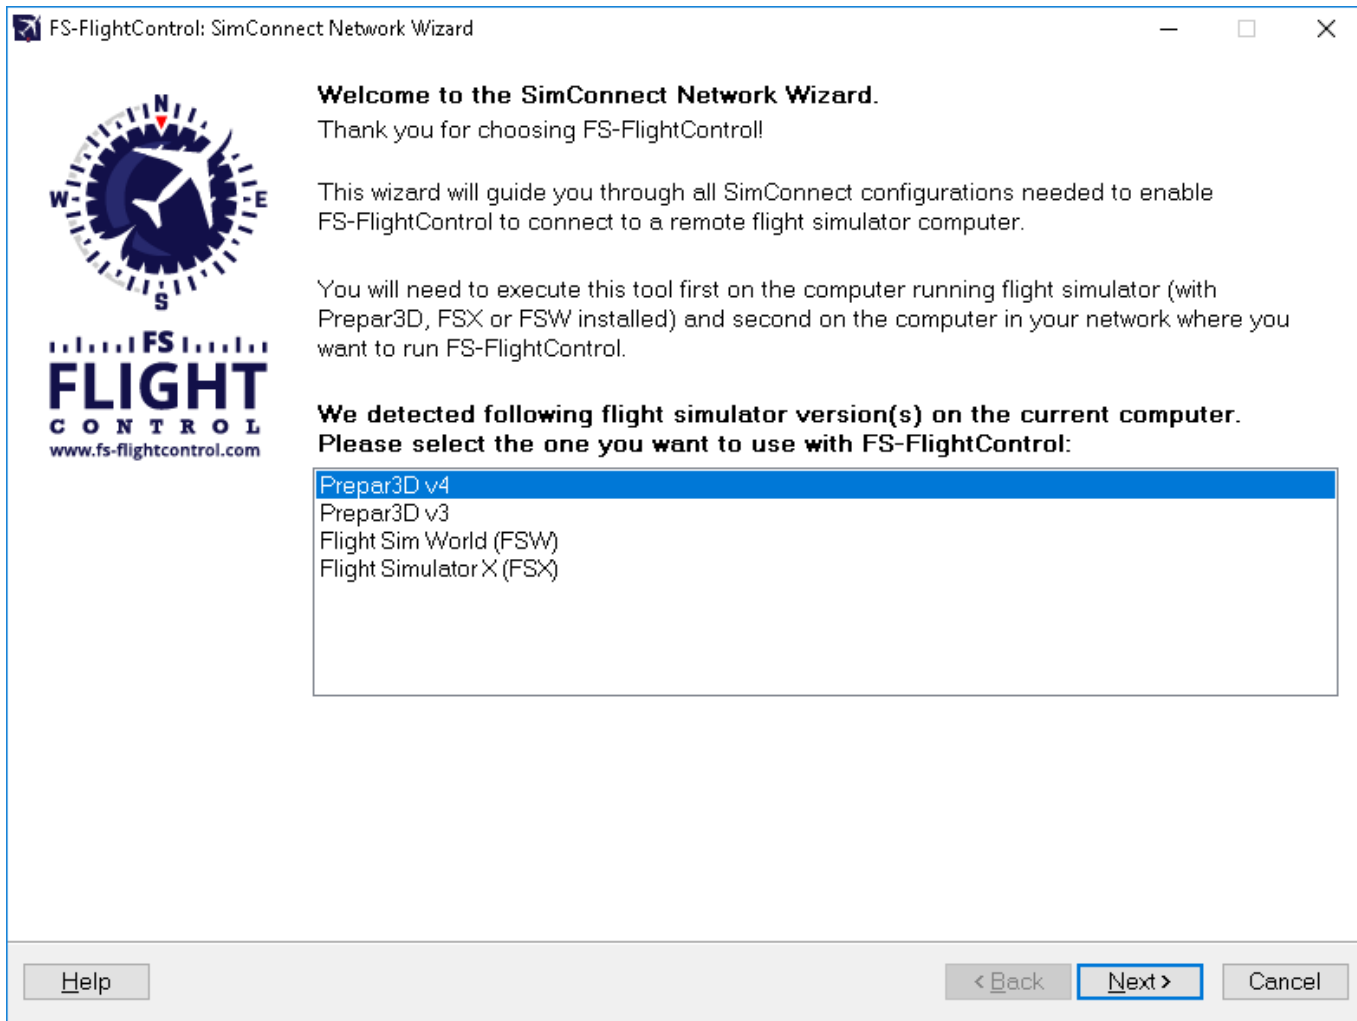 FS-FlightControl: SimConnect Network Wizard
N
W
E
S
FS
FLIGHT
CONTROL
www.fs-flightcontrol.com
Welcome to the SimConnect Network Wizard.
Thank you for choosing FS-FlightControl!
This wizard will guide you through all SimConnect configurations needed to enable
FS-FlightControl to connect to a remote flight simulator computer.
You will need to execute this tool first on the computer running flight simulator (with
Prepar3D, FSX or FSW installed) and second on the computer in your network where you
want to run FS-FlightControl.
We detected following flight simulator version(s) on the current computer.
Please select the one you want to use with FS-FlightControl:
Prepar3D v4
Prepar3D v3
Flight Sim World (FSW)
Flight Simulator X (FSX)
Help
< Back
Next >
Cancel